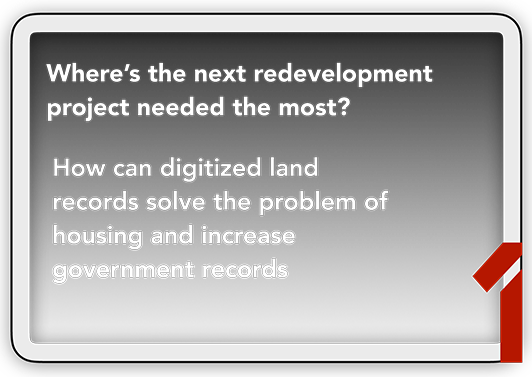 Where's the next redevelopment
project needed the most?
How can digitized land
records solve the problem of
housing and increase
government records